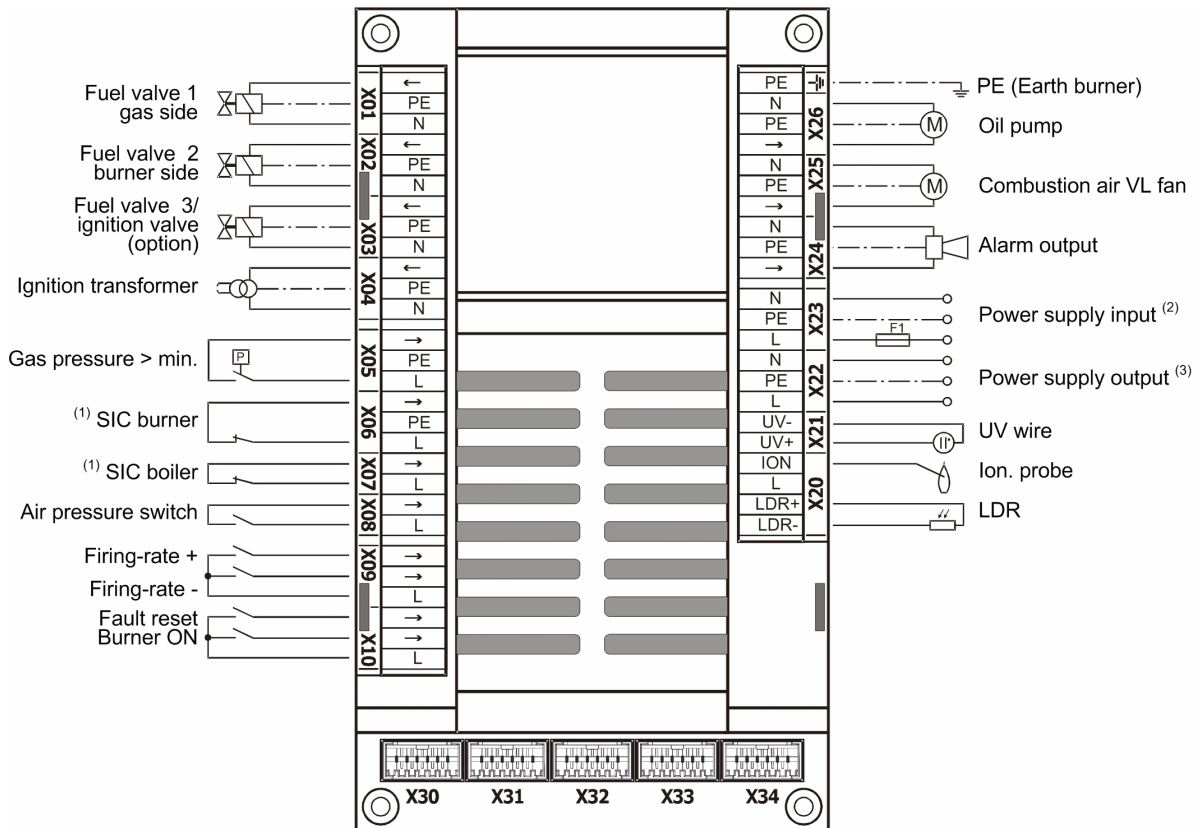 Fuel valve 1
gas side
Fuel valve 2
burner side
Fuel valve 3/
ignition valve
(option)
Ignition transformer
Gas pressure > min.
P
(1) SIC burner
(1) SIC boiler
Air pressure switch
Firing-rate +
Firing-rate -
Fault reset
Burner ON
X01
←
PE
N
X02
←
PE
N
X03
←
PE
N
X04
←
PE
N
X05
→
PE
L
X06
→
PE
L
X07
→
L
X08
→
L
X09
→
→
L
X10
→
→
L
PE
X26
N
PE
→
X25
N
PE
→
X24
N
PE
→
X23
N
PE
L
X22
N
PE
L
X21
UV-
UV+
X20
ION
L
LDR+
LDR-
PE (Earth burner)
M
Oil pump
M
Combustion air VL fan
Alarm output
Power supply input (2)
F1
Power supply output (3)
UV wire
Ion. probe
LDR
X30 X31 X32 X33 X34